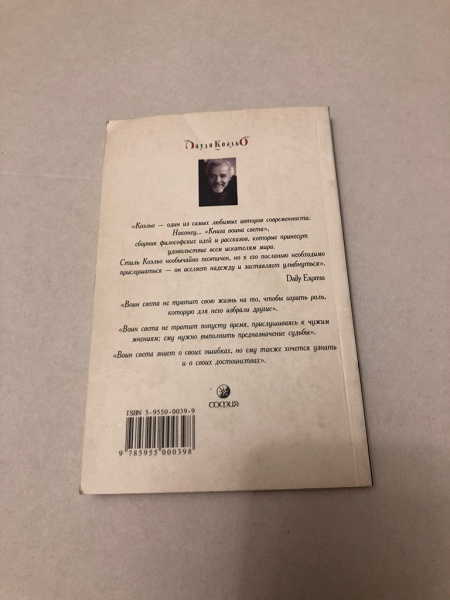 Пауло Коэльо
«Коэльо — один из самых любимых авторов современности.
Наконец... «Книга воина света»,
сборник философских идей и рассказов, которые принесут
удовольствие всем искателям мира.
Стиль Коэльо необычайно поэтичен, но к его посланию необходимо
прислушаться — он вселяет надежду и заставляет улыбнуться».
Daily Express
«Воин света не тратит свою жизнь на то, чтобы играть роль,
которую для него избрали другие».
«Воин света не тратит попусту время, прислушиваясь к чужим
мнениям; ему нужно выполнить предназначение судьбы».
«Воин света знает о своих ошибках, но ему также хочется узнать
и о своих достоинствах».
СОФИЯ
ISBN 5-9550-0039-9
9 785955 000398